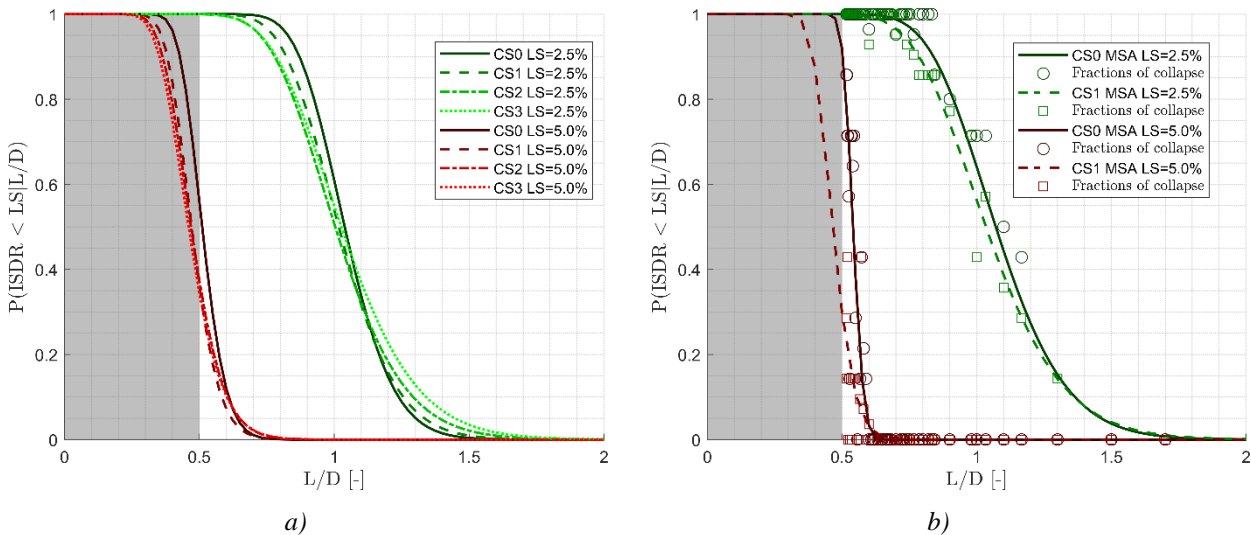 P(ISDR < LS|L/D)
1
0.8
0.6
0.4
0.2
0
0 0.5 1 1.5 2
L/D [-]
CS0 LS=2.5%
CS1 LS=2.5%
CS2 LS=2.5%
CS3 LS=2.5%
CS0 LS=5.0%
CS1 LS=5.0%
CS2 LS=5.0%
CS3 LS=5.0%
a)
P(ISDR < LS|L/D)
1
0.8
0.6
0.4
0.2
0
0 0.5 1 1.5 2
L/D [-]
CS0 MSA LS=2.5%
Fractions of collapse
CS1 MSA LS=2.5%
Fractions of collapse
CS0 MSA LS=5.0%
Fractions of collapse
CS1 MSA LS=5.0%
Fractions of collapse
b)